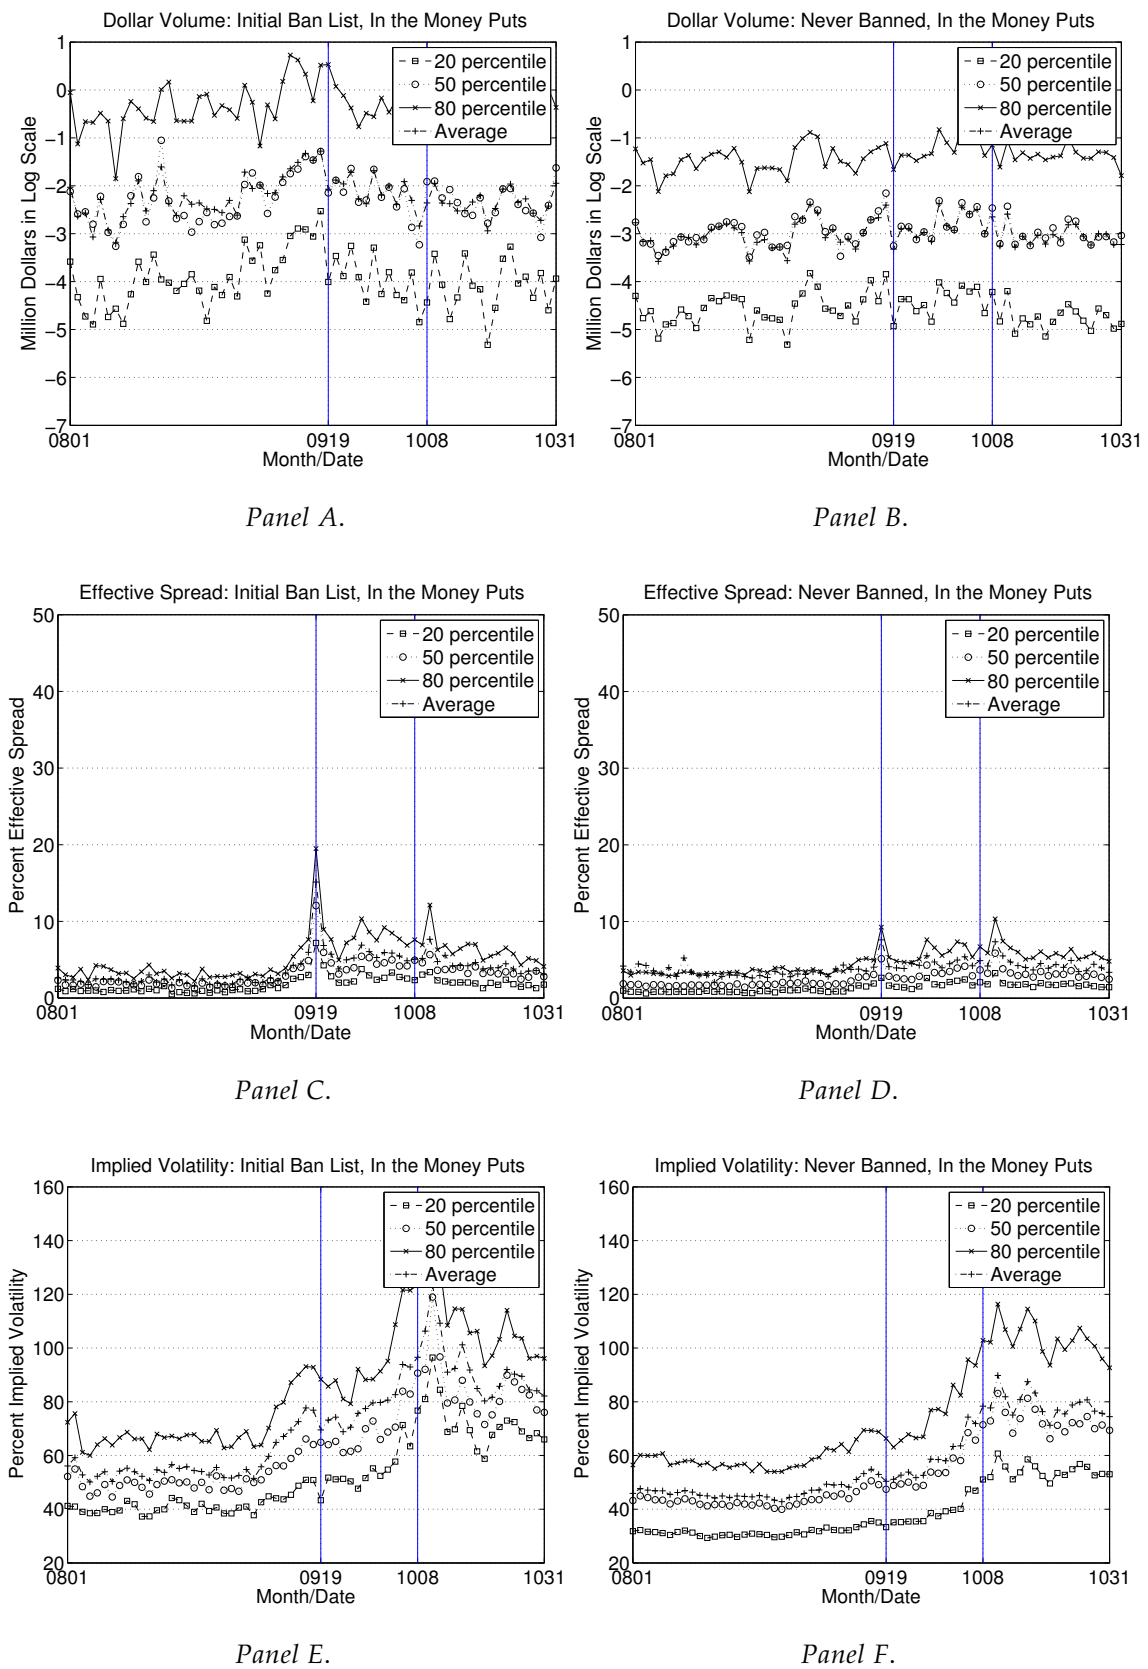 Dollar Volume: Initial Ban List, In the Money Puts
1
0
−1
−2
−3
−4
−5
−6
−7
Million Dollars in Log Scale
20 percentile
50 percentile
80 percentile
Average
0801
0919
1008
1031
Month/Date
Panel A.
Dollar Volume: Never Banned, In the Money Puts
1
0
−1
−2
−3
−4
−5
−6
−7
Million Dollars in Log Scale
20 percentile
50 percentile
80 percentile
Average
0801
0919
1008
1031
Month/Date
Panel B.
Effective Spread: Initial Ban List, In the Money Puts
50
40
30
20
10
0
Percent Effective Spread
20 percentile
50 percentile
80 percentile
Average
0801
0919
1008
1031
Month/Date
Panel C.
Effective Spread: Never Banned, In the Money Puts
50
40
30
20
10
0
Percent Effective Spread
20 percentile
50 percentile
80 percentile
Average
0801
0919
1008
1031
Month/Date
Panel D.
Implied Volatility: Initial Ban List, In the Money Puts
160
140
120
100
80
60
40
20
Percent Implied Volatility
20 percentile
50 percentile
80 percentile
Average
0801
0919
1008
1031
Month/Date
Panel E.
Implied Volatility: Never Banned, In the Money Puts
160
140
120
100
80
60
40
20
Percent Implied Volatility
20 percentile
50 percentile
80 percentile
Average
0801
0919
1008
1031
Month/Date
Panel F.